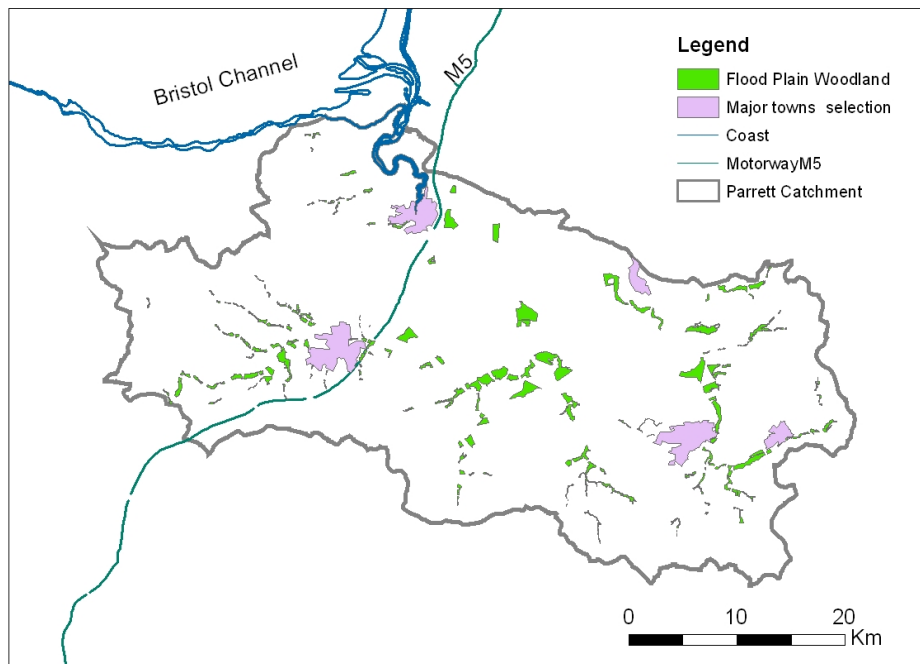 Bristol Channel
M5
Legend
Flood Plain Woodland
Major towns selection
Coast
MotorwayM5
Parrett Catchment
0 10 20
Km